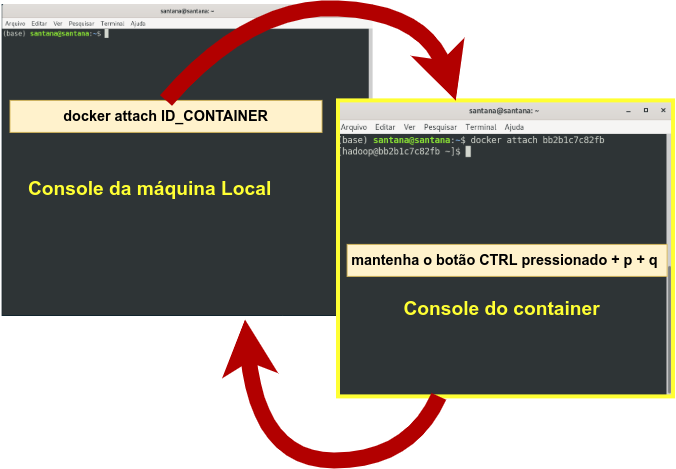 santana@santana:~
Arquivo Editar Ver Pesquisar Terminal Ajuda
(base) santana@santana:~$
docker attach ID_CONTAINER
Console da máquina Local
santana@santana: ~
Arquivo Editar Ver Pesquisar Terminal Ajuda
(base) santana@santana:~$ docker attach bb2b1c7c82fb
[hadoop@bb2b1c7c82fb ~]$
mantenha o botão CTRL pressionado + p + q
Console do container